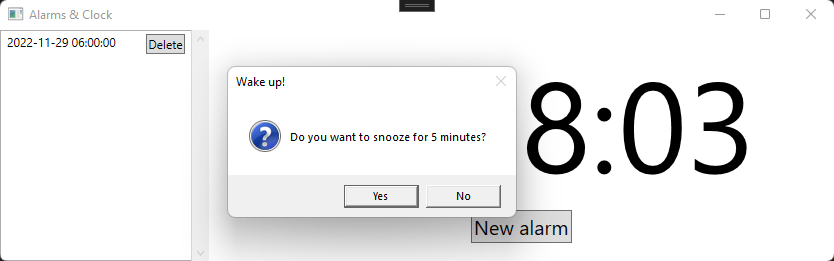 Alarms & Clock
2022-11-29 06:00:00
Delete
Wake up!
Do you want to snooze for 5 minutes?
Yes
No
8:03
New alarm